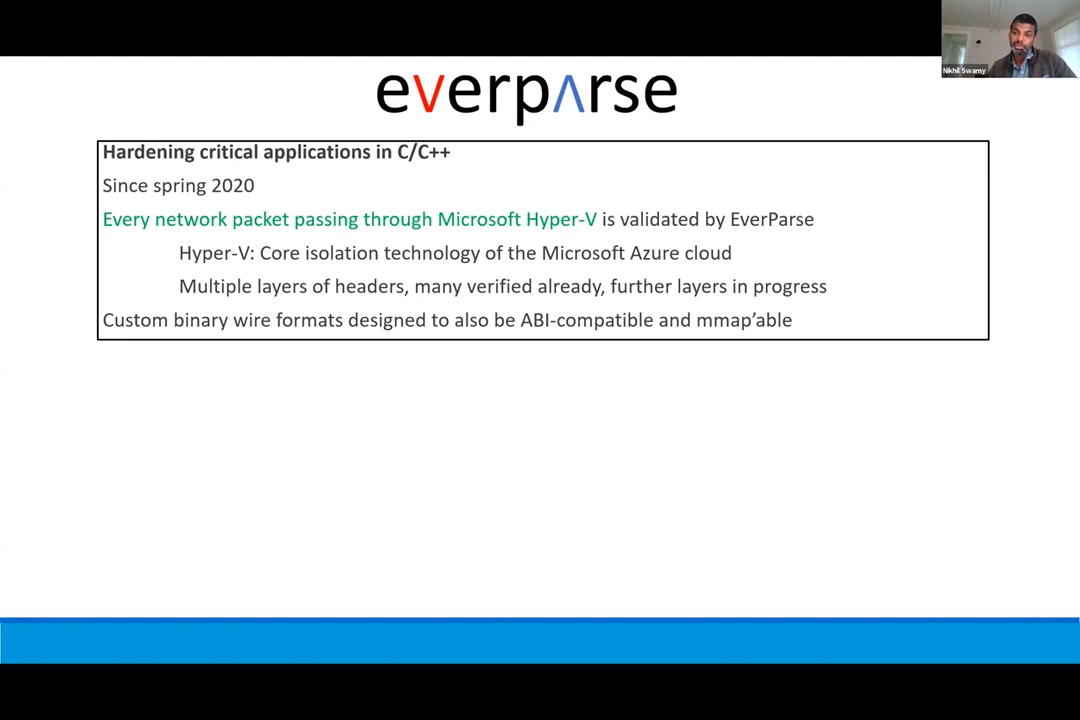 Nikhil Swamy
everpʌrse
Hardening critical applications in C/C++
Since spring 2020
Every network packet passing through Microsoft Hyper-V is validated by EverParse
Hyper-V: Core isolation technology of the Microsoft Azure cloud
Multiple layers of headers, many verified already, further layers in progress
Custom binary wire formats designed to also be ABI-compatible and mmap’able